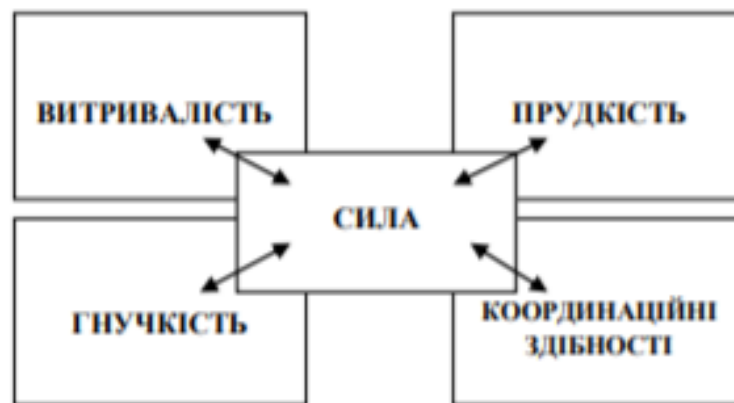 ВИТРИВАЛІСТЬ
ПРУДКІСТЬ
СИЛА
ГНУЧКІСТЬ
КООРДИНАЦІЙНІ
ЗДІБНОСТІ